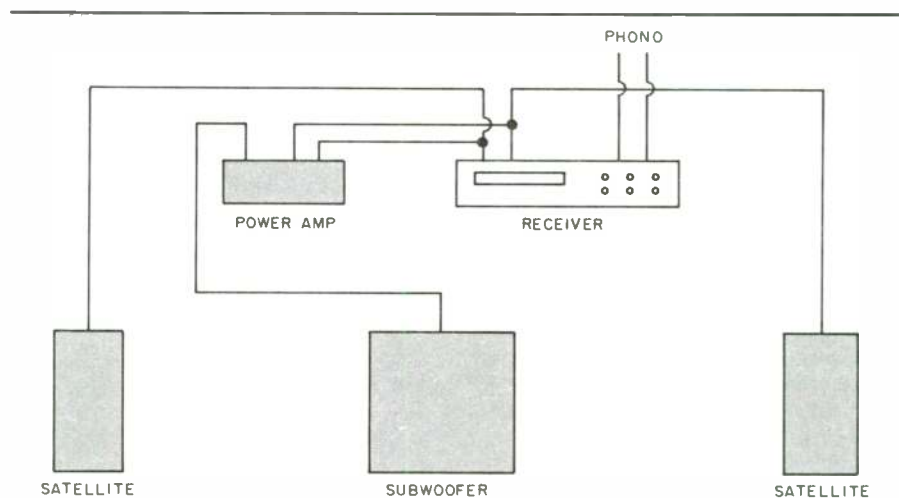 PHONO
POWER AMP
RECEIVER
SATELLITE
SUBWOOFER
SATELLITE